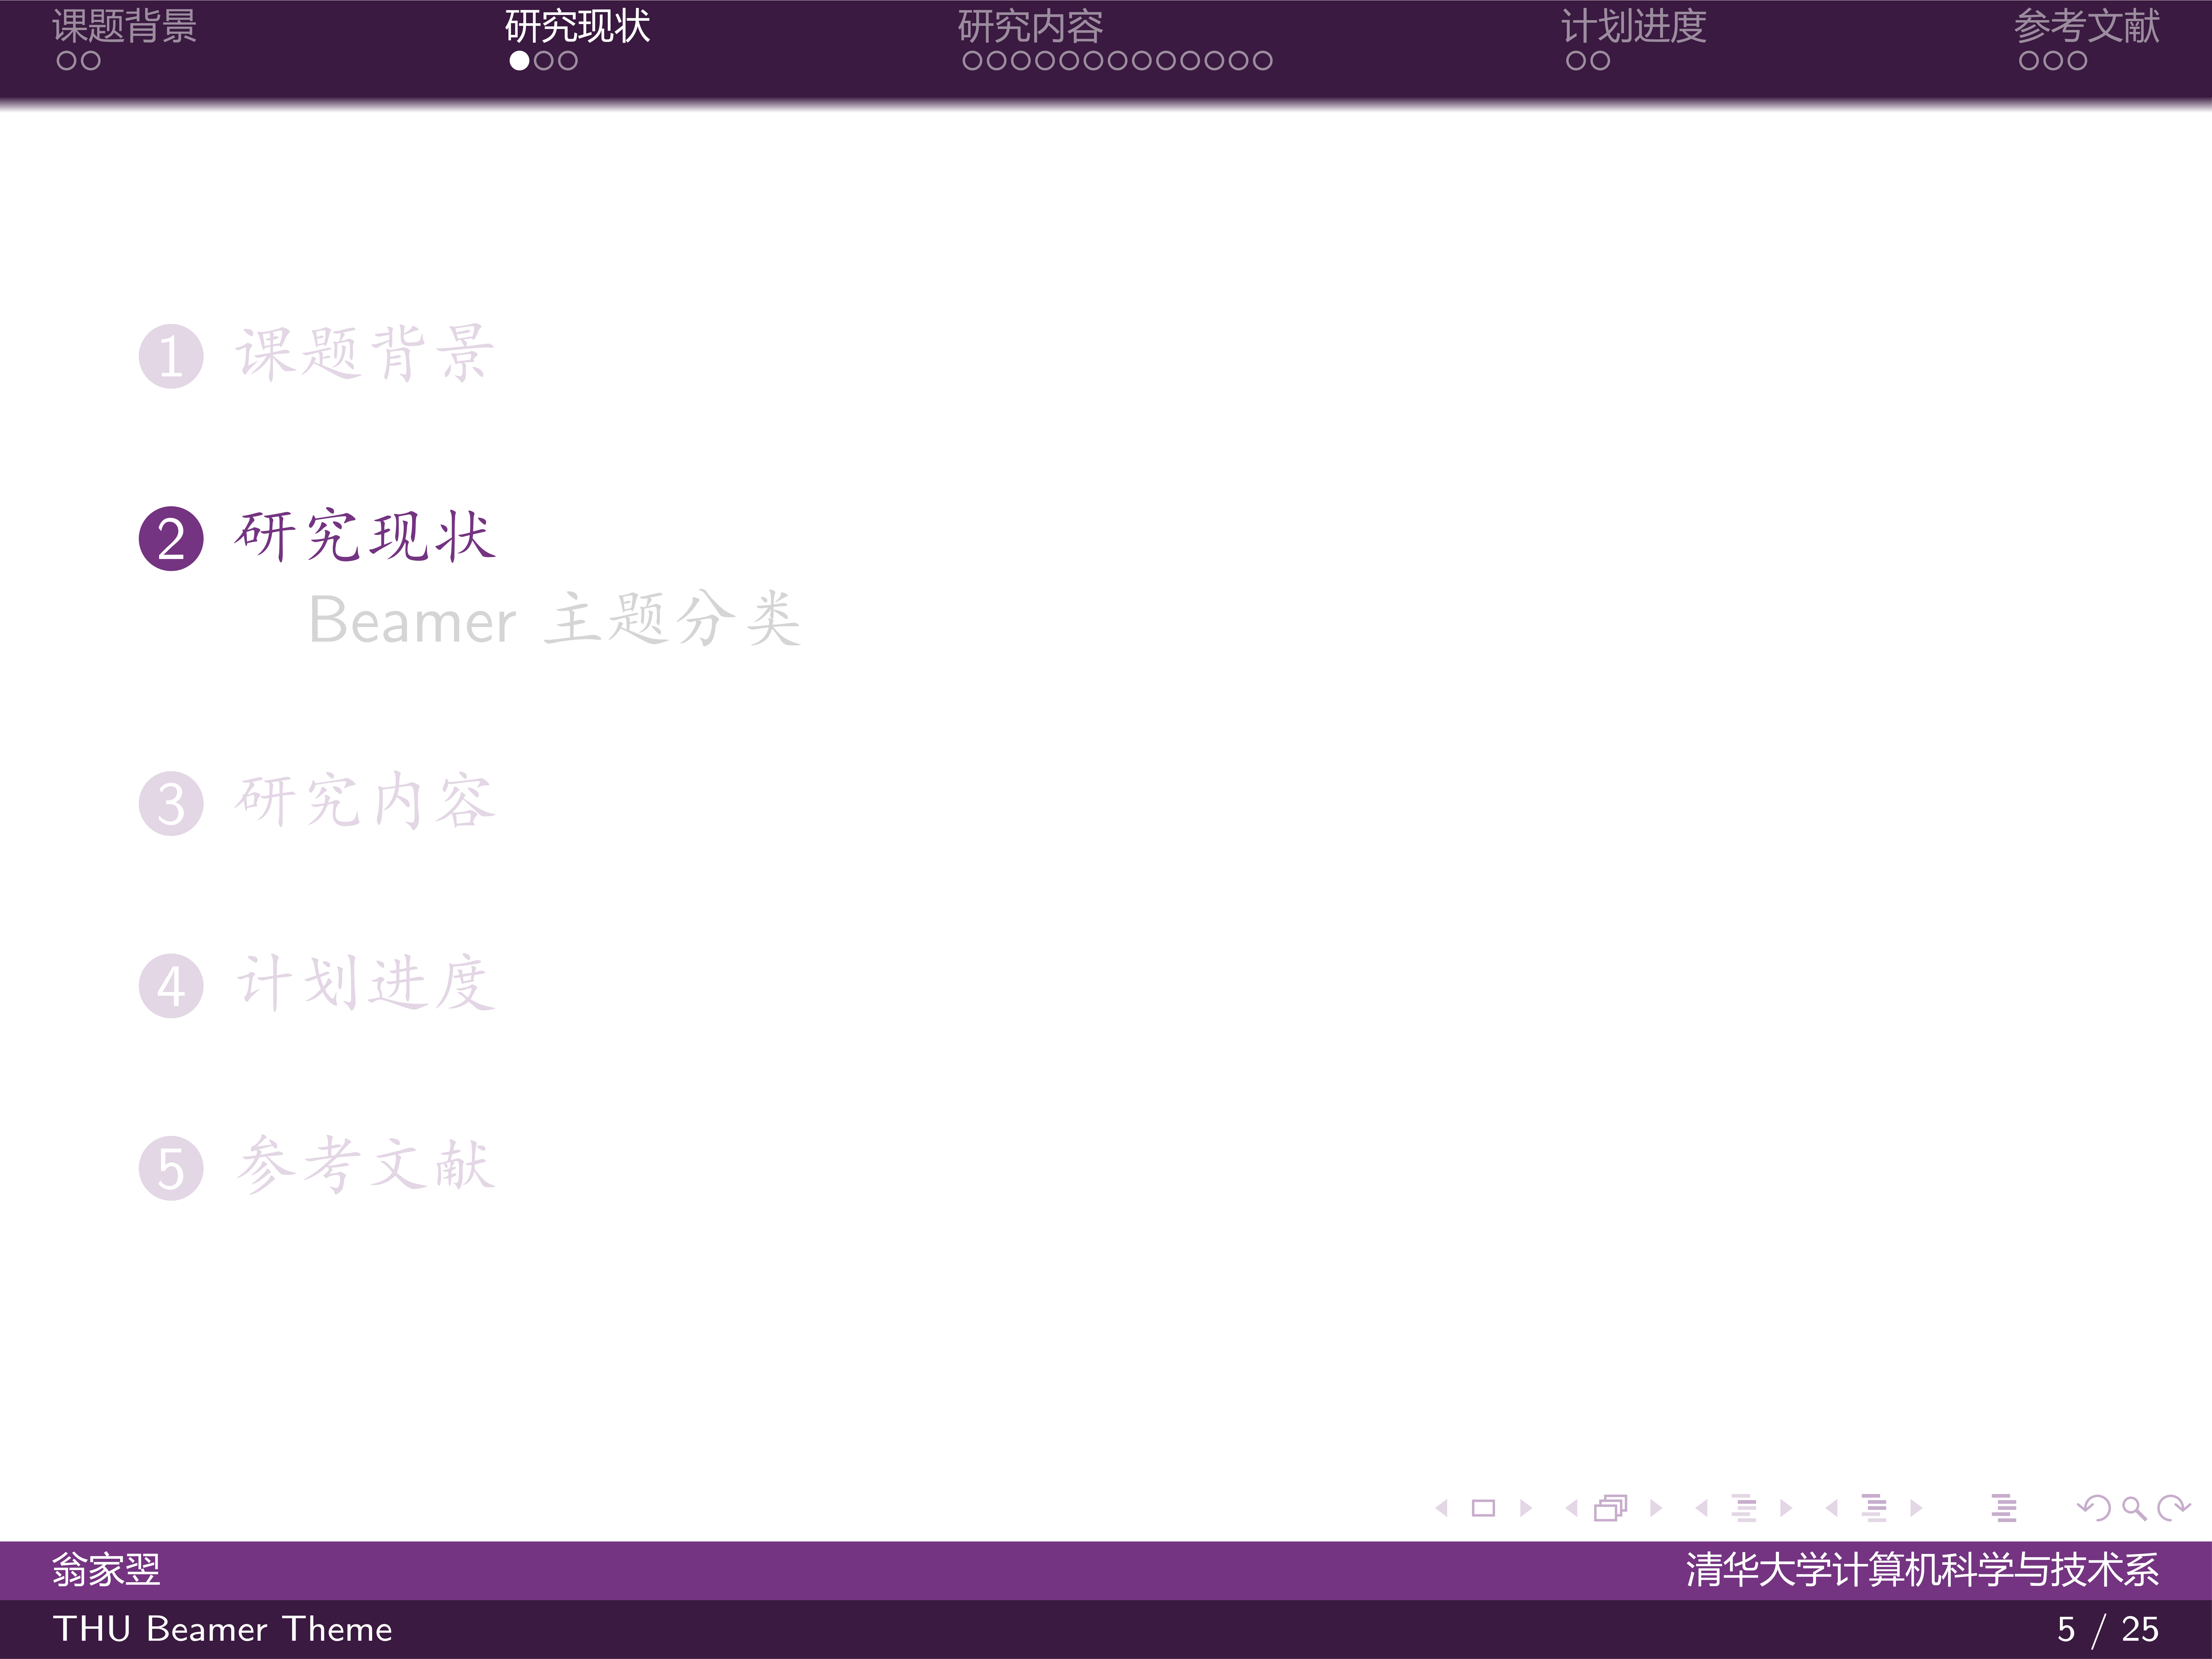 课题背景 研究现状 研究内容 计划进度 参考文献
1 课题背景
2 研究现状
Beamer 主题分类
3 研究内容
4 计划进度
5 参考文献
翁家翌 清华大学计算机科学与技术系
THU Beamer Theme 5 / 25